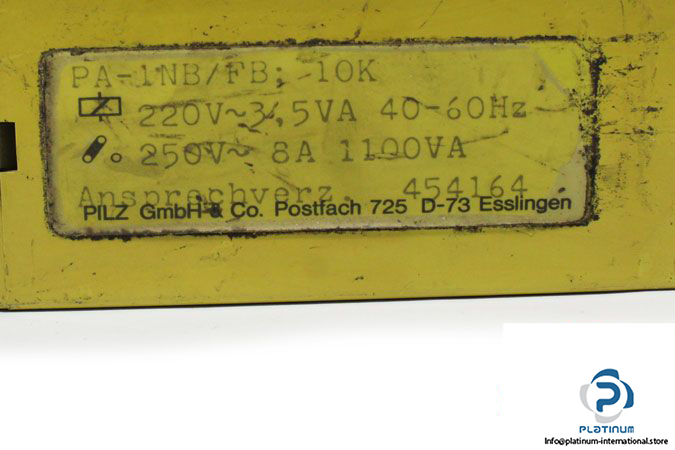 PA-1NB/FB; 10K
220V~3,5VA 40-60Hz
250V~ 8A 1100VA
Ansprechverz. 454164
PILZ GmbH & Co. Postfach 725 D-73 Esslingen
PLATINUM
Info@platinum-international.store